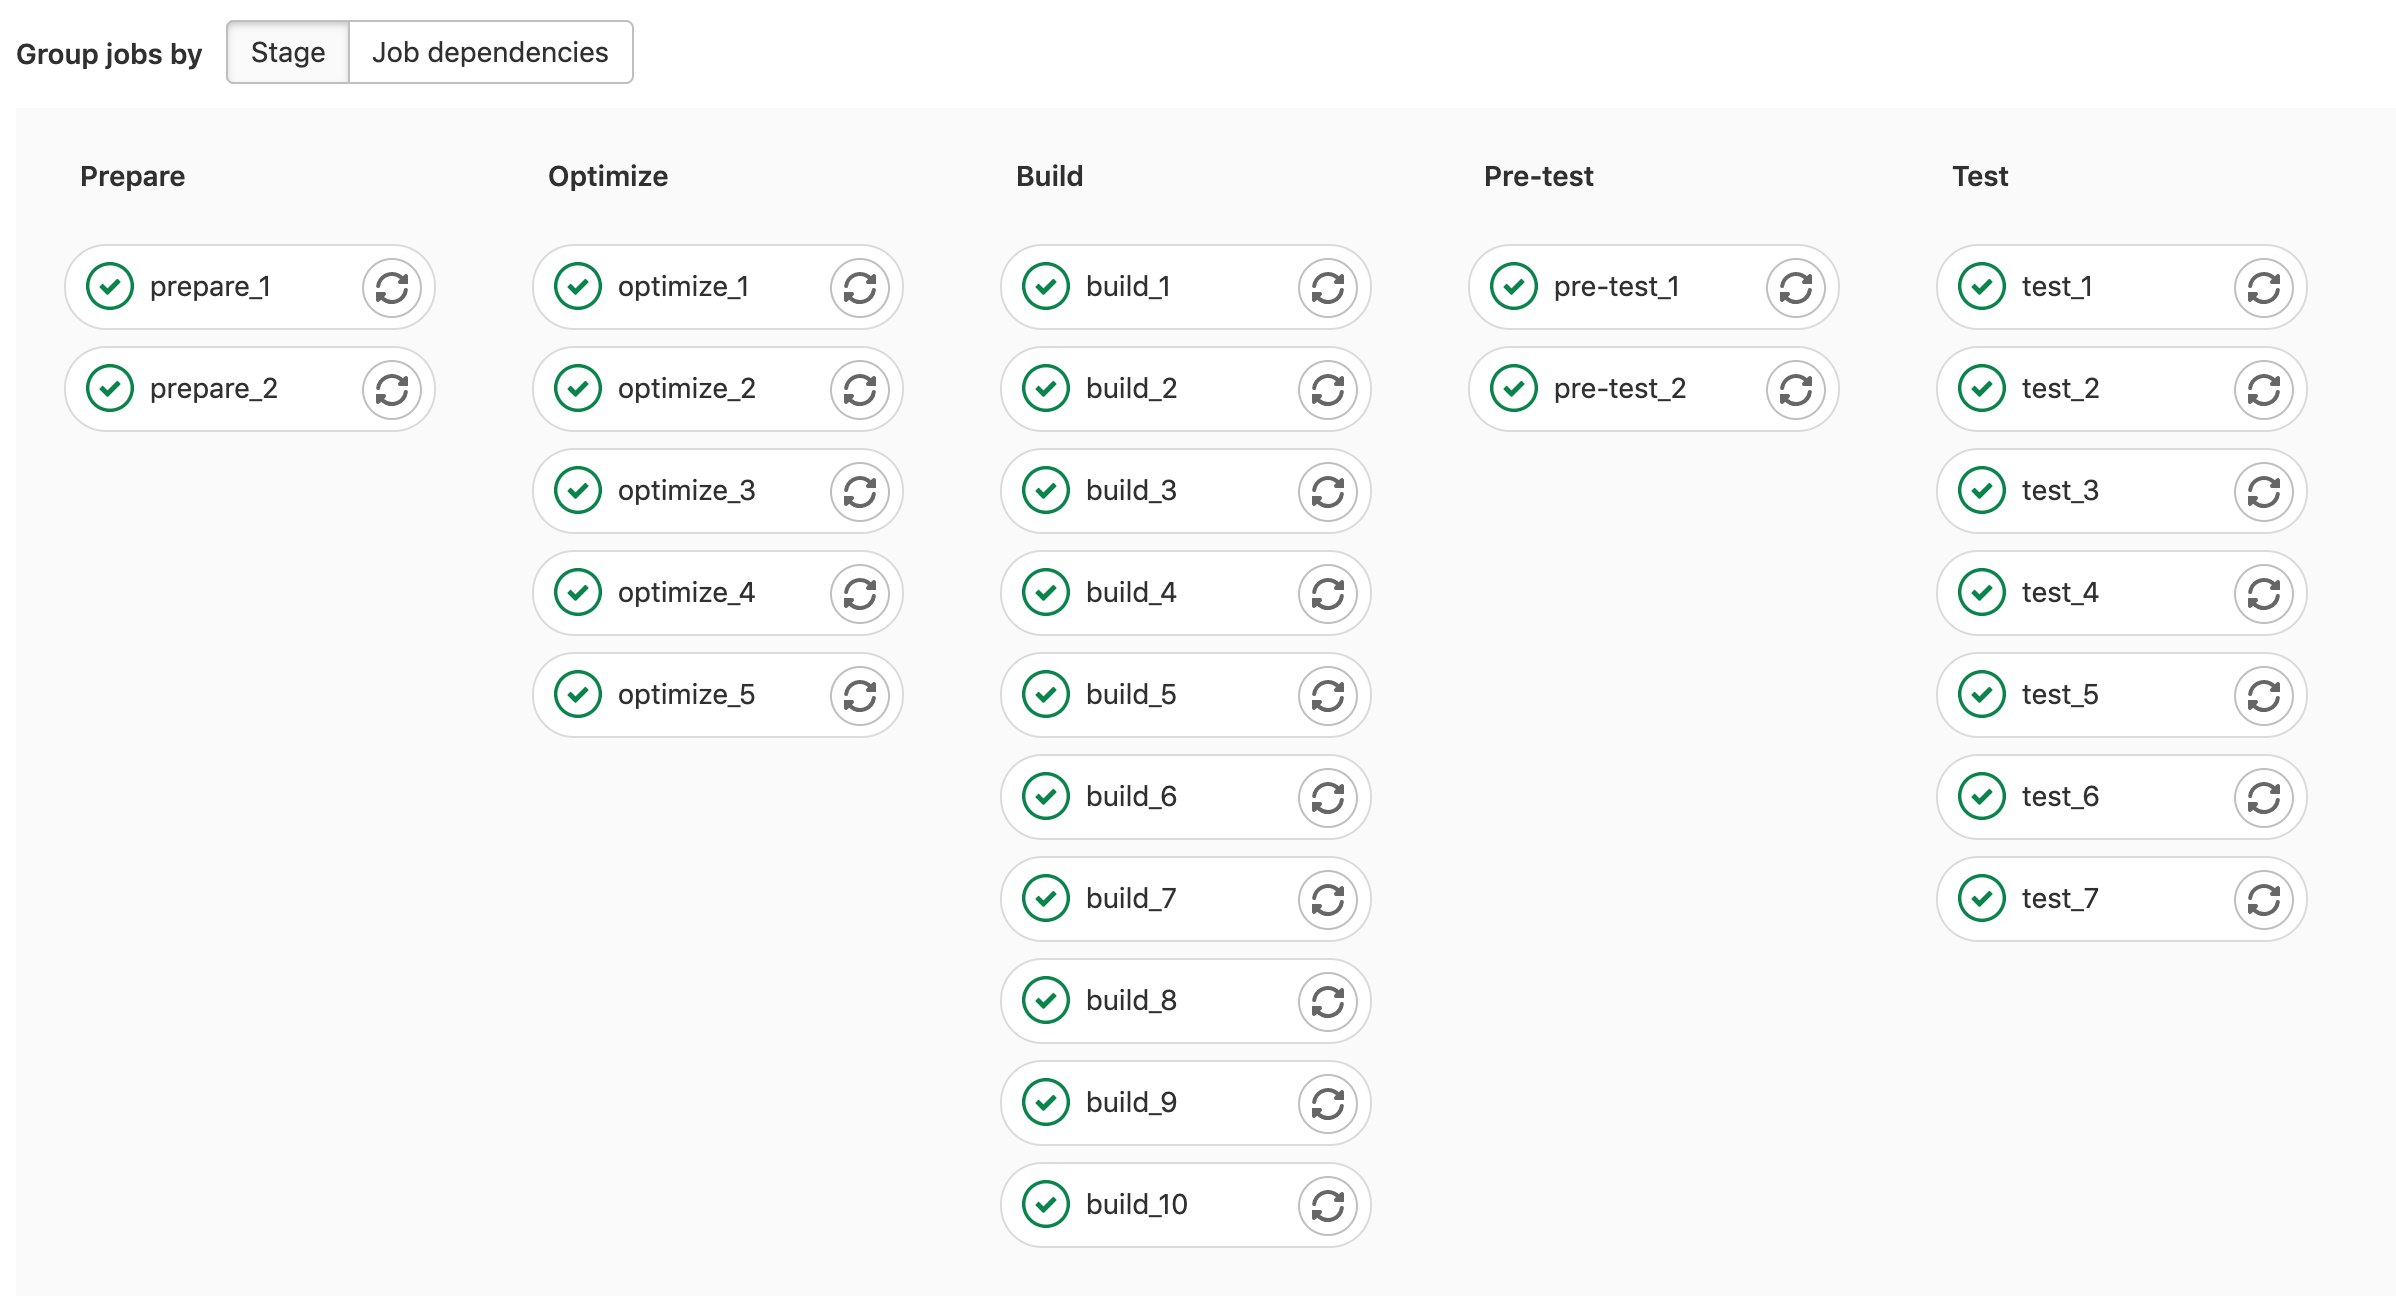 Group jobs by Stage Job dependencies
Prepare
prepare_1
prepare_2
Optimize
optimize_1
optimize_2
optimize_3
optimize_4
optimize_5
Build
build_1
build_2
build_3
build_4
build_5
build_6
build_7
build_8
build_9
build_10
Pre-test
pre-test_1
pre-test_2
Test
test_1
test_2
test_3
test_4
test_5
test_6
test_7